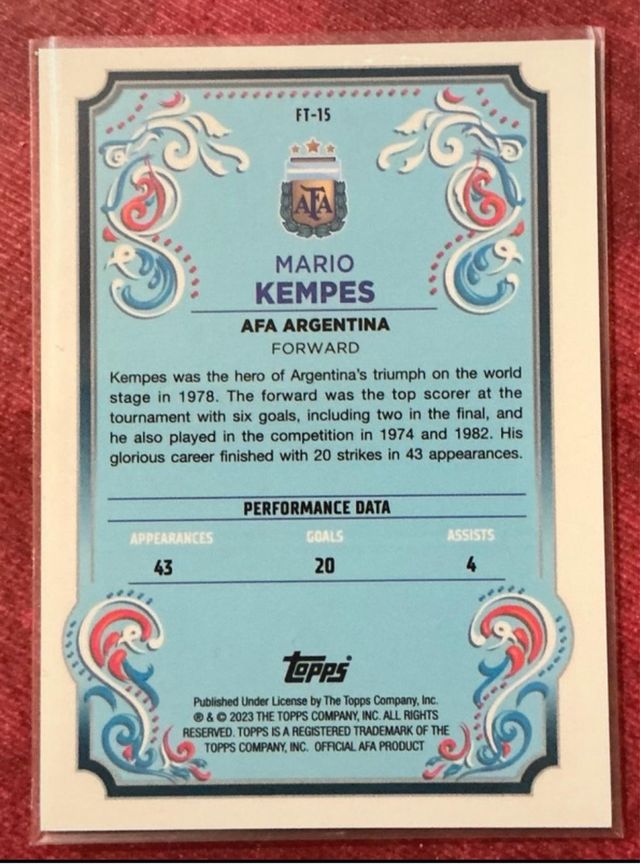 FT-15
AFA
MARIO
KEMPES
AFA ARGENTINA
FORWARD
Kempes was the hero of Argentina's triumph on the world
stage in 1978. The forward was the top scorer at the
tournament with six goals, including two in the final, and
he also played in the competition in 1974 and 1982. His
glorious career finished with 20 strikes in 43 appearances.
PERFORMANCE DATA
APPEARANCES GOALS ASSISTS
43 20 4
Topps®
Published Under License by The Topps Company, Inc.
℗ & © 2023 THE TOPPS COMPANY, INC. ALL RIGHTS
RESERVED. TOPPS IS A REGISTERED TRADEMARK OF THE
TOPPS COMPANY, INC. OFFICIAL AFA PRODUCT